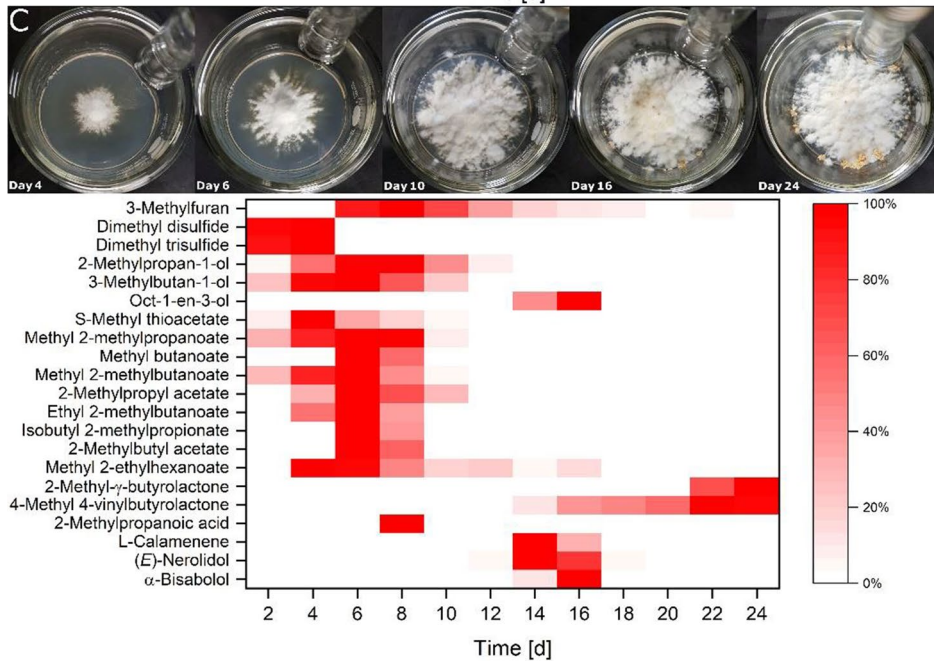 C
Day 4
Day 6
Day 10
Day 16
Day 24
3-Methylfuran
Dimethyl disulfide
Dimethyl trisulfide
2-Methylpropan-1-ol
3-Methylbutan-1-ol
Oct-1-en-3-ol
S-Methyl thioacetate
Methyl 2-methylpropanoate
Methyl butanoate
Methyl 2-methylbutanoate
2-Methylpropyl acetate
Ethyl 2-methylbutanoate
Isobutyl 2-methylpropionate
2-Methylbutyl acetate
Methyl 2-ethylhexanoate
2-Methyl-γ-butyrolactone
4-Methyl 4-vinylbutyrolactone
2-Methylpropanoic acid
L-Calamenene
(E)-Nerolidol
α-Bisabolol
100%
80%
60%
40%
20%
0%
2 4 6 8 10 12 14 16 18 20 22 24
Time [d]